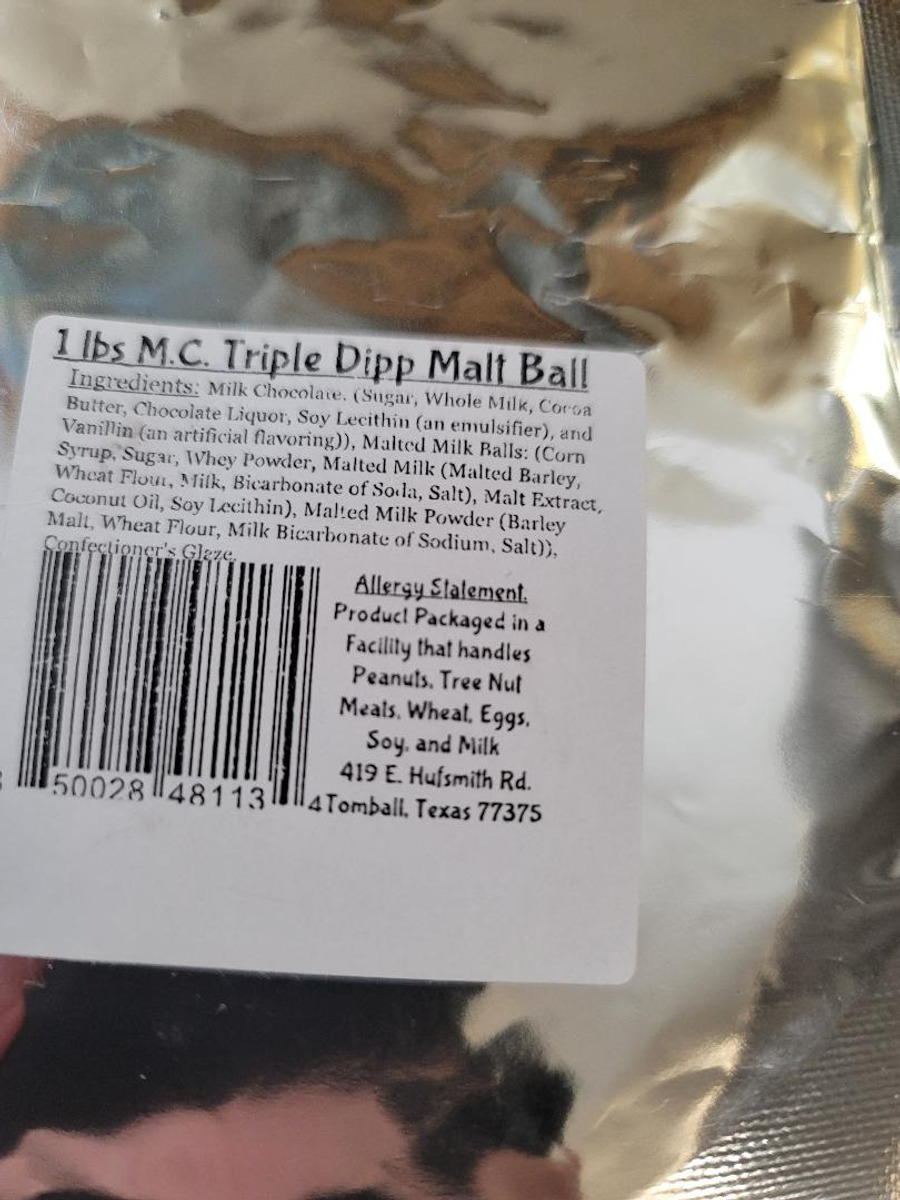 1 lbs M.C. Triple Dipp Malt Ball
Ingredients: Milk Chocolate. (Sugar, Whole Milk, Cocoa
Butter, Chocolate Liquor, Soy Lecithin (an emulsifier), and
Vanillin (an artificial flavoring)), Malted Milk Balls: (Corn
Syrup, Sugar, Whey Powder, Malted Milk (Malted Barley,
Wheat Flour, Milk, Bicarbonate of Soda, Salt), Malt Extract,
Coconut Oil, Soy Lecithin), Malted Milk Powder (Barley
Malt, Wheat Flour, Milk Bicarbonate of Sodium, Salt)),
Confectioner's Glaze.
Allergy Statement.
Product Packaged in a
Facility that handles
Peanuts, Tree Nut
Meats, Wheat, Eggs,
Soy, and Milk
419 E. Hufsmith Rd.
Tomball, Texas 77375
50028 48113 4